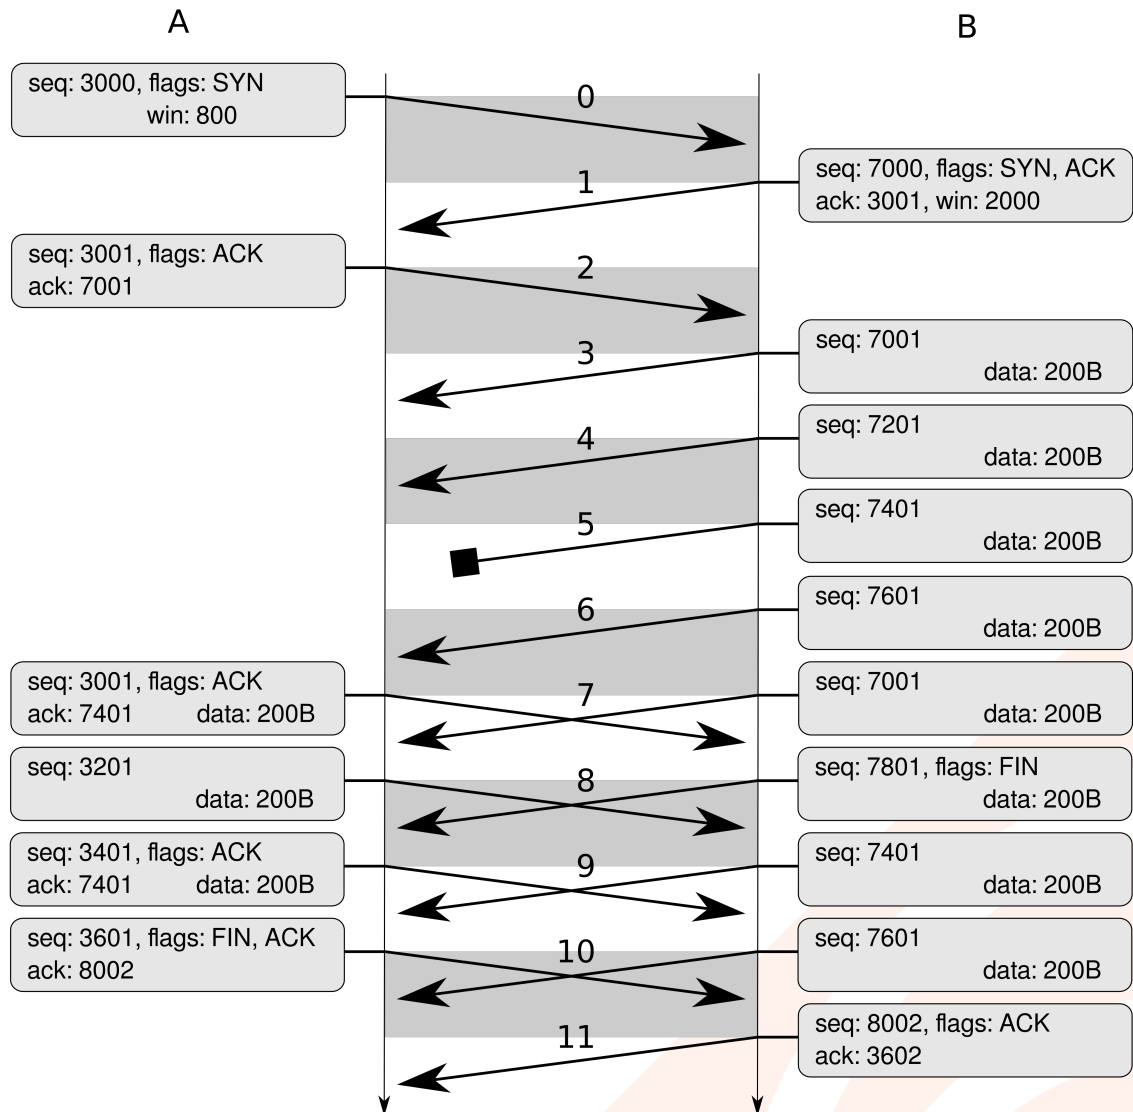 A
B
seq: 3000, flags: SYN
win: 800
0
1
seq: 7000, flags: SYN, ACK
ack: 3001, win: 2000
seq: 3001, flags: ACK
ack: 7001
2
3
seq: 7001
data: 200B
4
seq: 7201
data: 200B
5
seq: 7401
data: 200B
6
seq: 7601
data: 200B
seq: 3001, flags: ACK
ack: 7401 data: 200B
7
seq: 7001
data: 200B
seq: 3201
data: 200B
8
seq: 7801, flags: FIN
data: 200B
seq: 3401, flags: ACK
ack: 7401 data: 200B
9
seq: 7401
data: 200B
seq: 3601, flags: FIN, ACK
ack: 8002
10
seq: 7601
data: 200B
11
seq: 8002, flags: ACK
ack: 3602